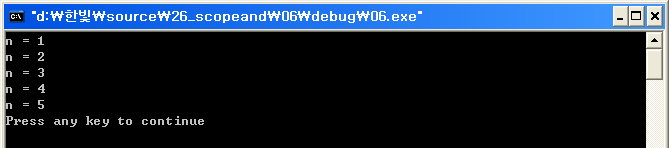 "d:￦한빛￦source￦26_scopeand￦06￦debug￦06.exe"
n = 1
n = 2
n = 3
n = 4
n = 5
Press any key to continue